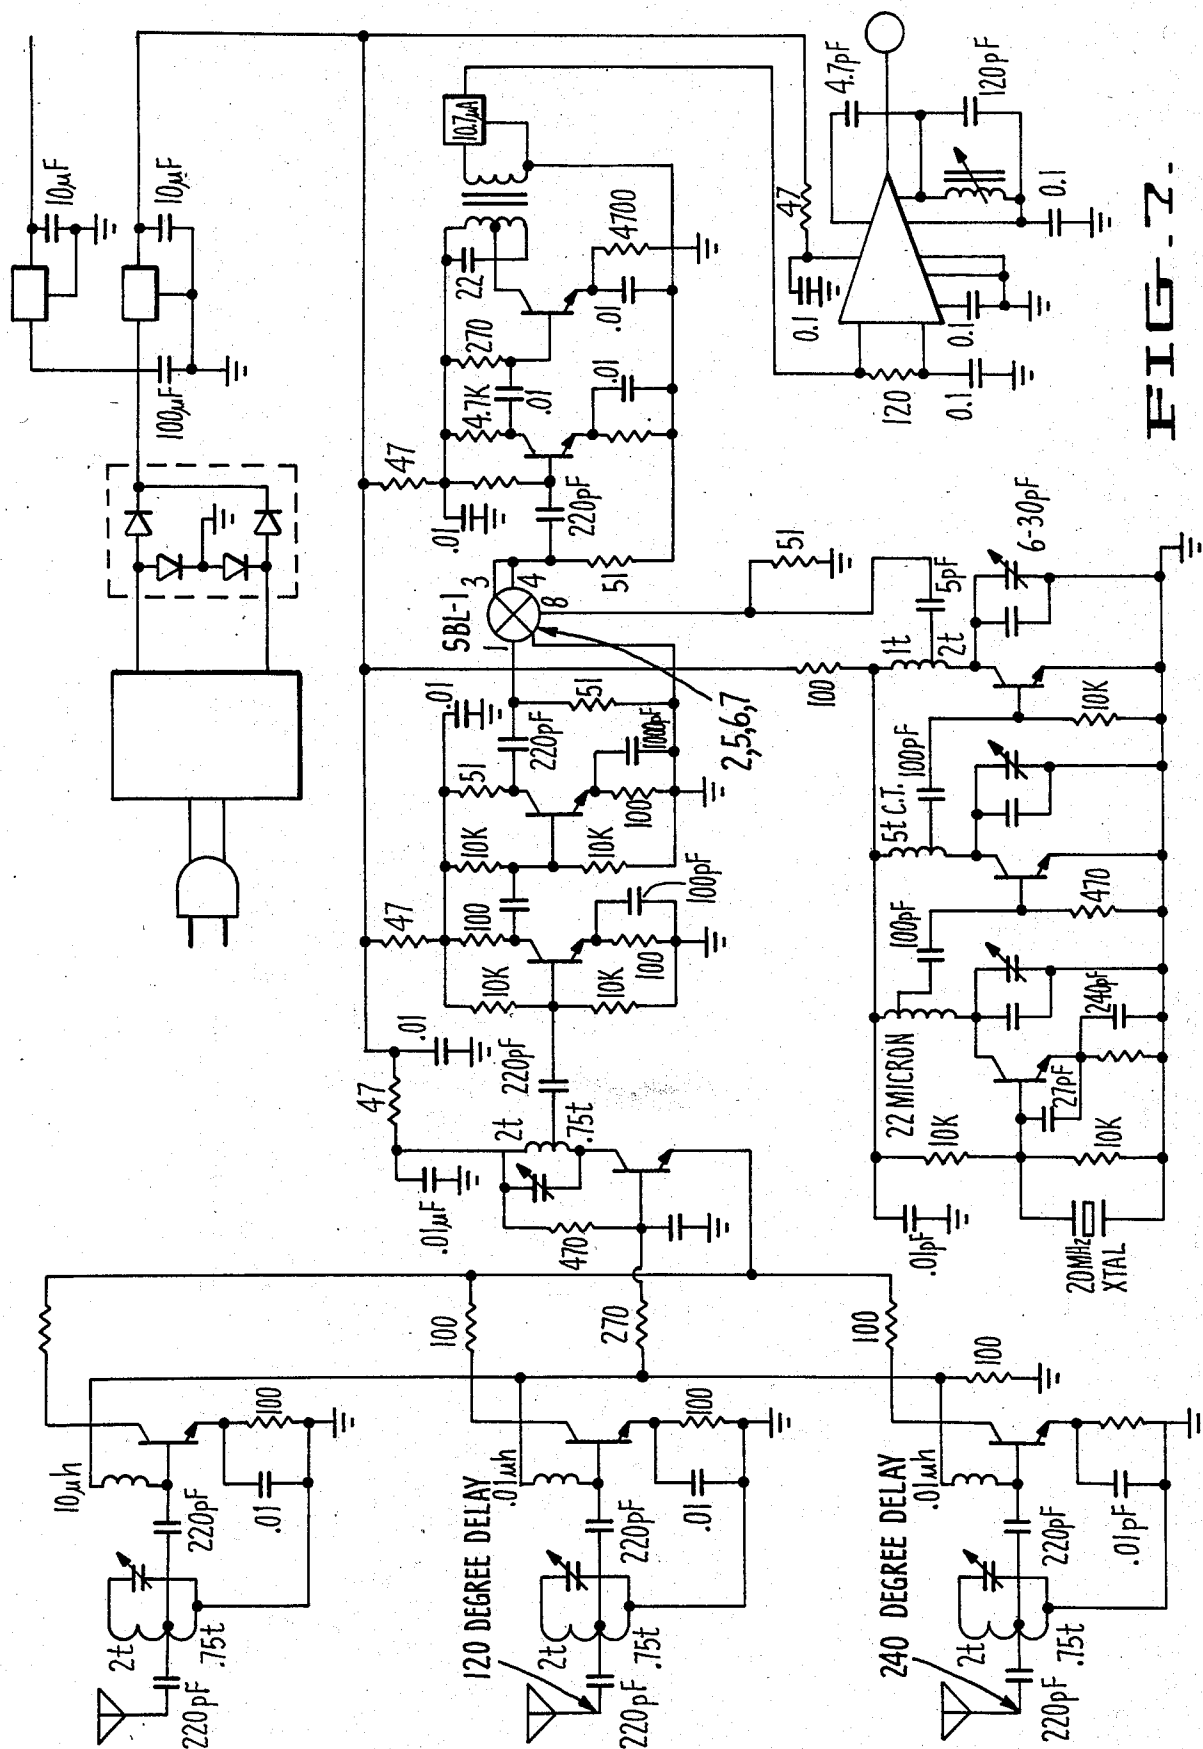 10μF
10μF
100μF
47
.01
4.7K
270
22
10.7μA
.01
.01
4700
220pF
51
SBL-1
1
3
4
8
2,5,6,7
.01
51
220pF
51
1000pF
100
10K
10K
100
47
100pF
100
10K
10K
.01
47
220pF
2t
.75t
.01μF
470
270
100
100
100
10μh
220pF
100
.01
2t
.75t
220pF
120 DEGREE DELAY
.01μh
220pF
100
.01
2t
.75t
220pF
240 DEGREE DELAY
.01μh
220pF
.01pF
2t
.75t
220pF
47
0.1
120
0.1
0.1
0.1
4.7pF
120pF
51
5pF
6-30pF
100
1t
2t
10K
100pF
5t C.T.
470
100pF
22 MICRON
240pF
27pF
10K
10K
.01pF
20MHz
XTAL
FIG. 7.